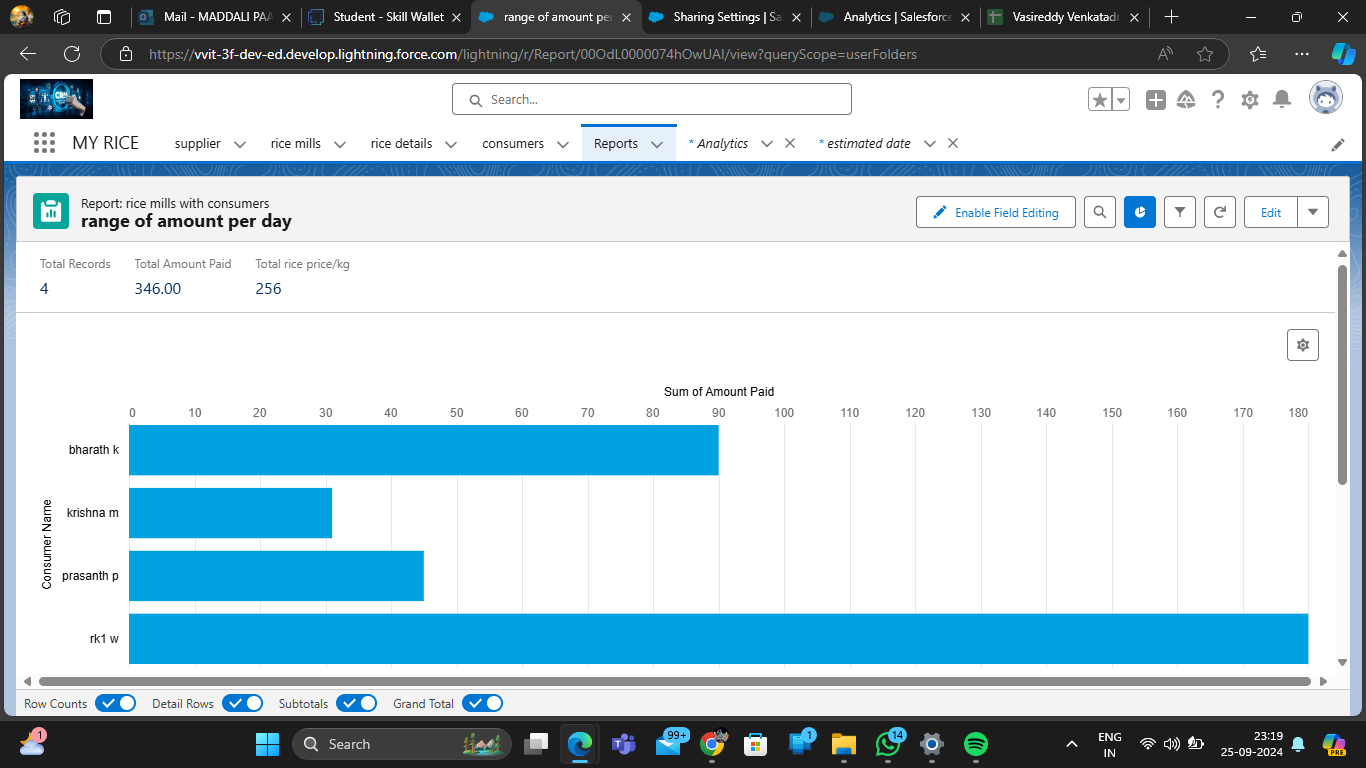 Mail - MADDALI PAA
Student - Skill Wallet
range of amount per
Sharing Settings | Sa
Analytics | Salesforce
Vasireddy Venkatadr
https://vvit-3f-dev-ed.develop.lightning.force.com/lightning/r/Report/00OdL0000074hOwUAI/view?queryScope=userFolders
Search...
MY RICE
supplier
rice mills
rice details
consumers
Reports
* Analytics
* estimated date
Report: rice mills with consumers
range of amount per day
Enable Field Editing
Edit
Total Records
Total Amount Paid
Total rice price/kg
4
346.00
256
Sum of Amount Paid
0 10 20 30 40 50 60 70 80 90 100 110 120 130 140 150 160 170 180
Consumer Name
bharath k
krishna m
prasanth p
rk1 w
Row Counts
Detail Rows
Subtotals
Grand Total
1
Search
99+
1
14
ENG
IN
23:19
25-09-2024
PRE